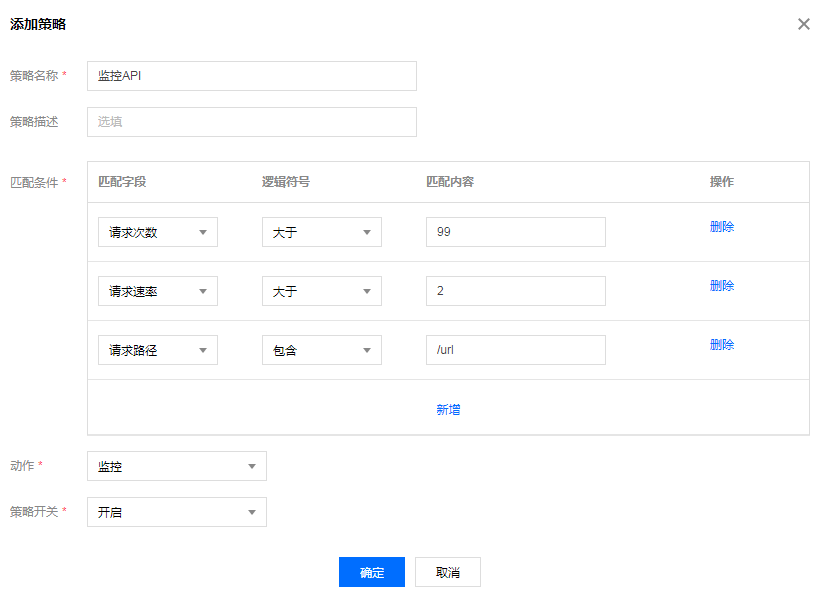 添加策略
策略名称 * 监控API
策略描述 选填
匹配条件 * 匹配字段 逻辑符号 匹配内容 操作
请求次数 大于 99 删除
请求速率 大于 2 删除
请求路径 包含 /url 删除
新增
动作 * 监控
策略开关 * 开启
确定 取消